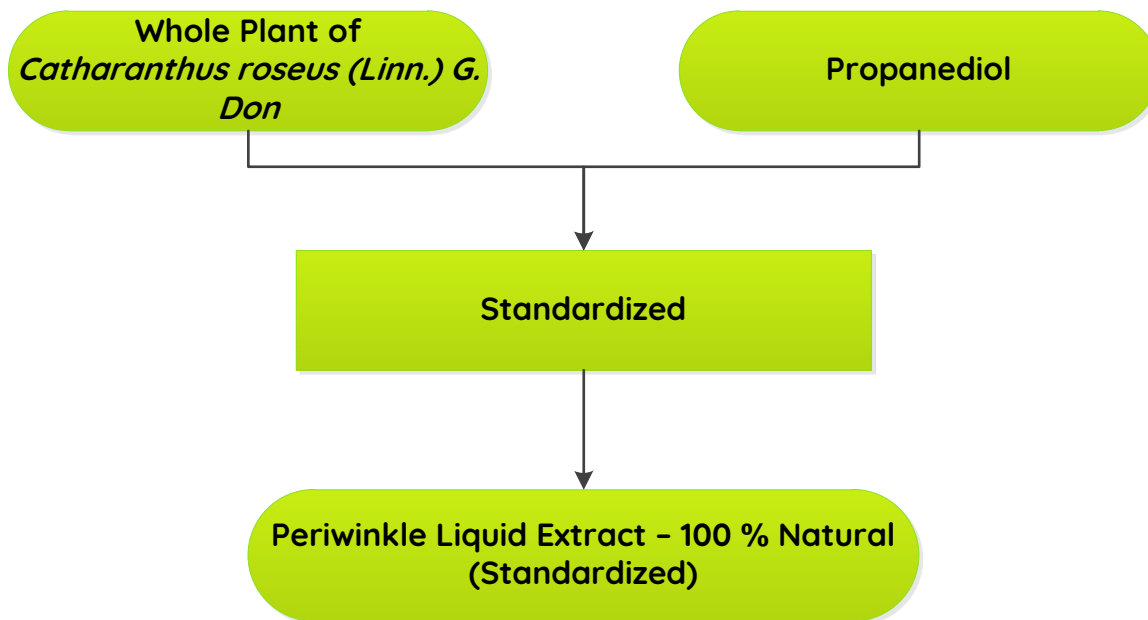 Whole Plant of
Catharanthus roseus (Linn.) G.
Don
Propanediol
Standardized
Periwinkle Liquid Extract – 100 % Natural
(Standardized)